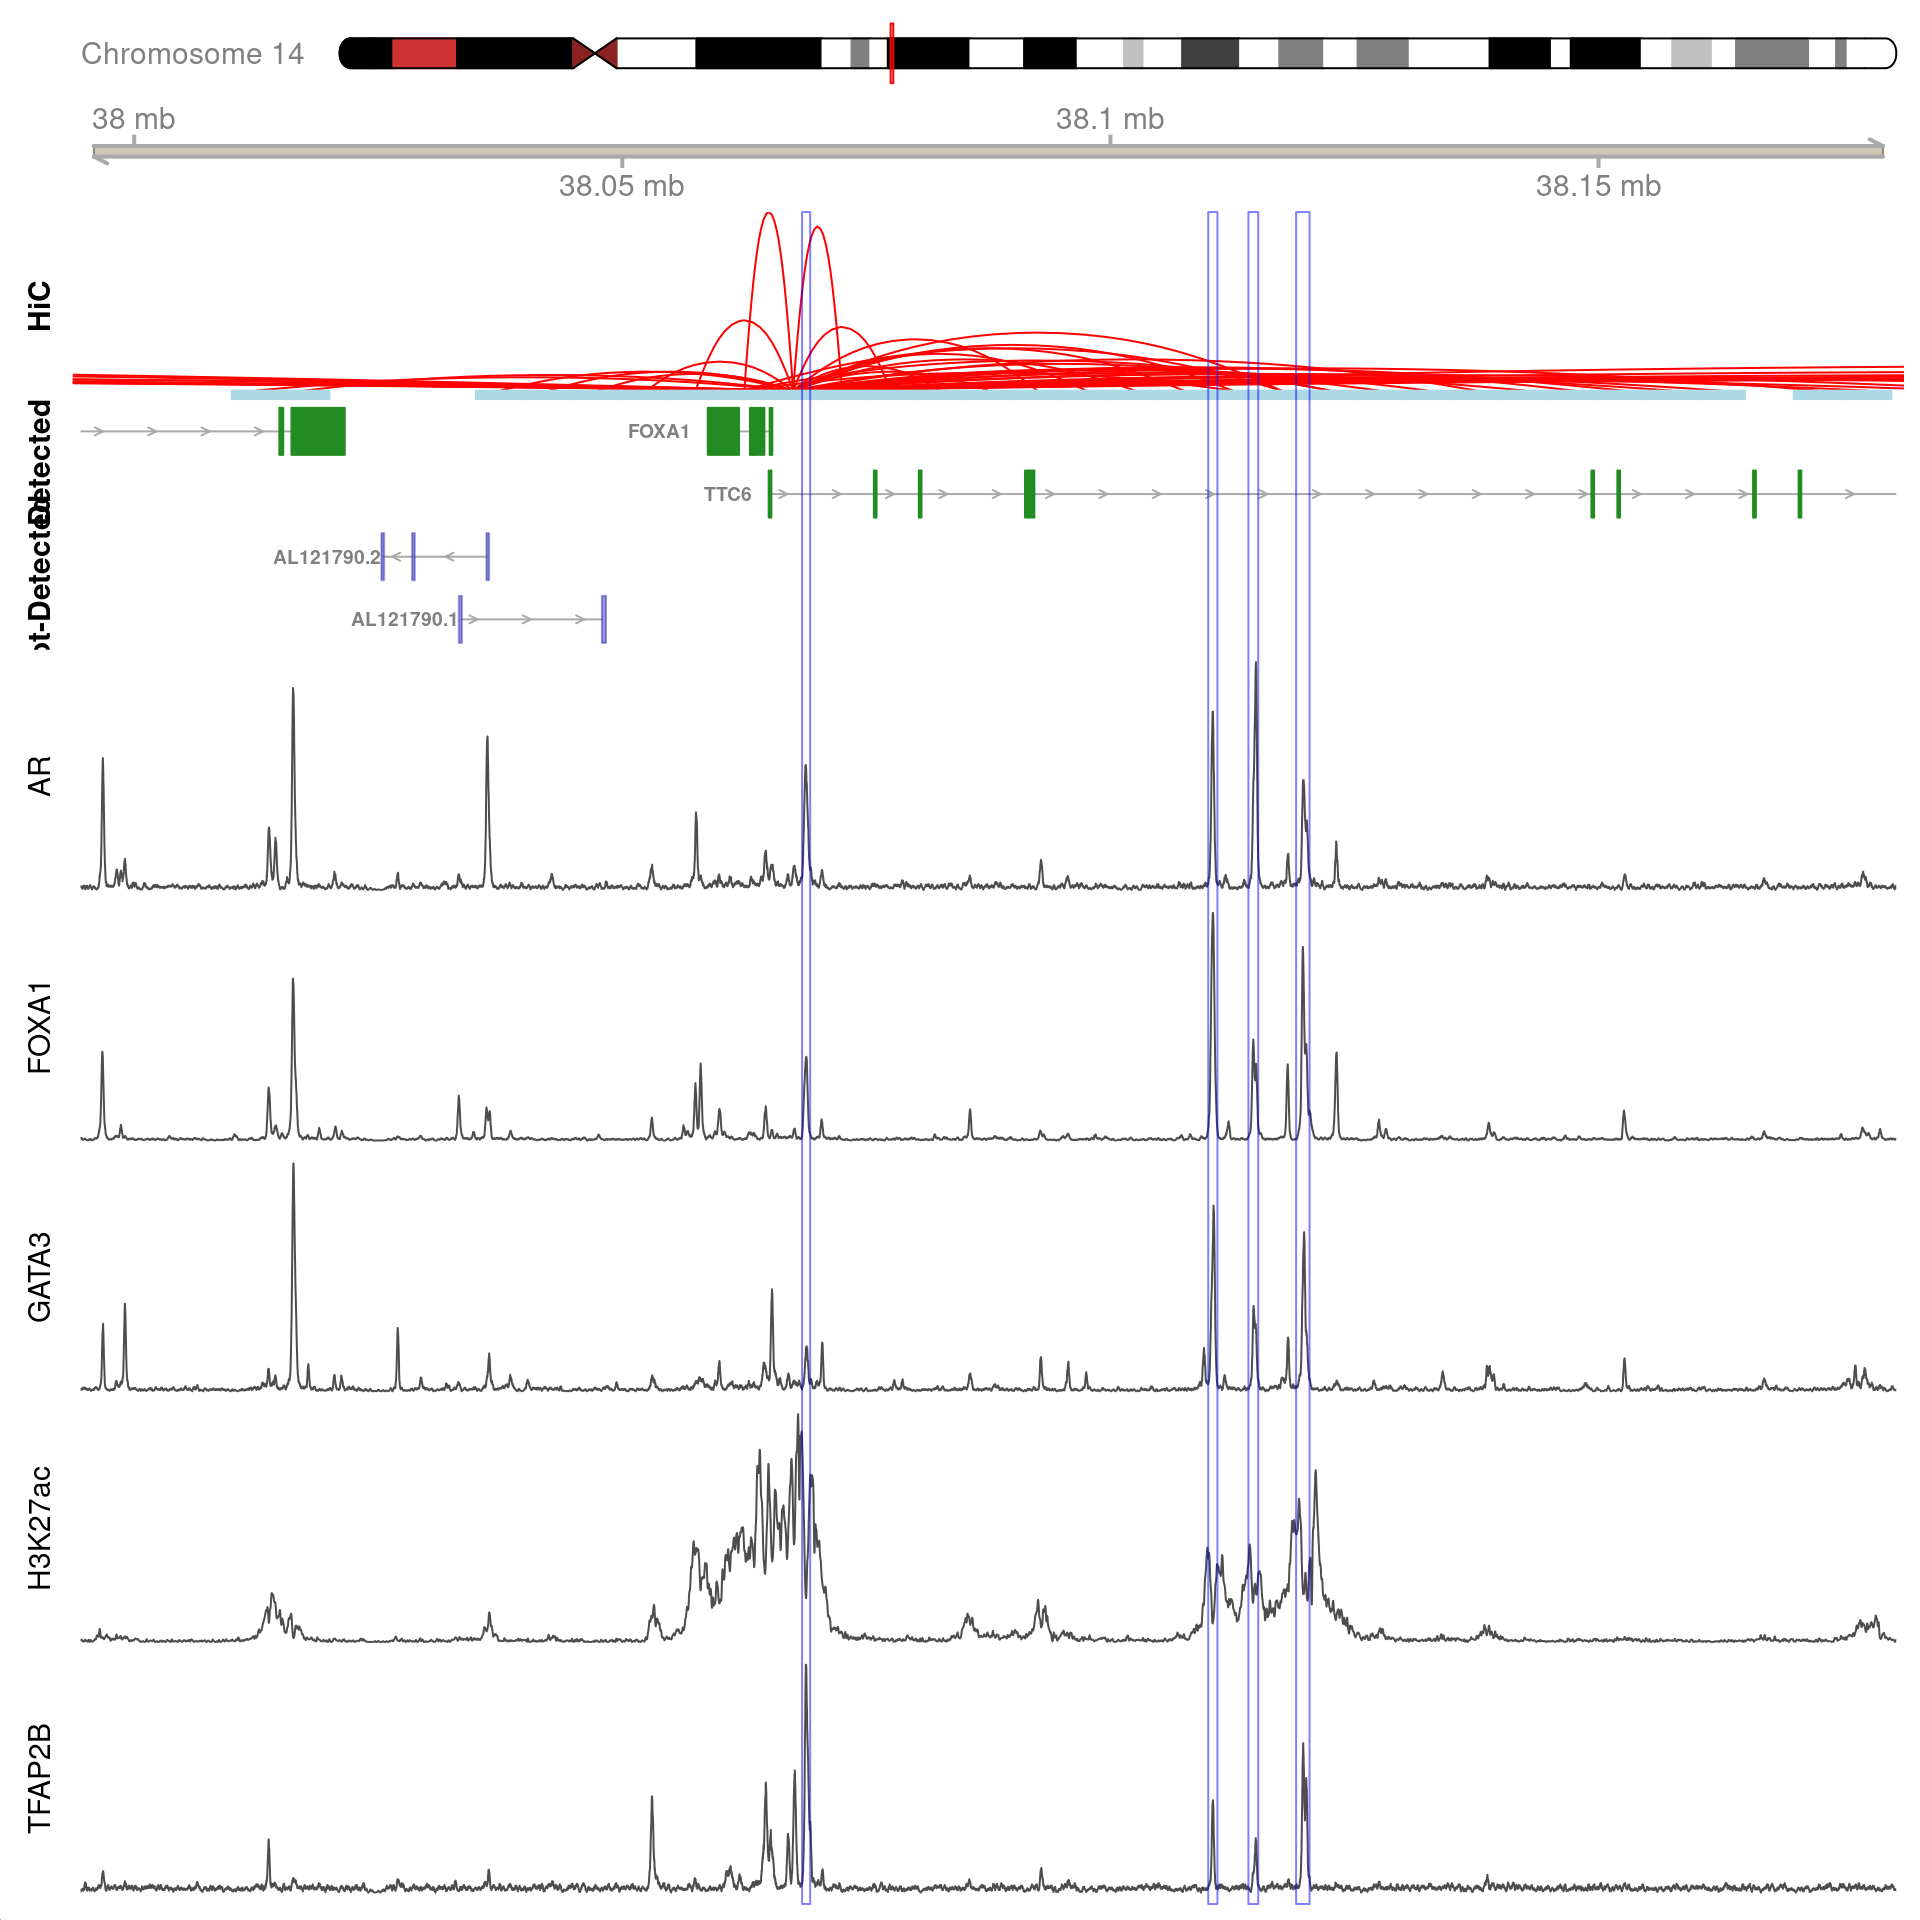 Chromosome 14
38 mb
38.1 mb
38.05 mb
38.15 mb
HiC
Detected
FOXA1
TTC6
t-Detected
AL121790.2
AL121790.1
AR
FOXA1
GATA3
H3K27ac
TFAP2B